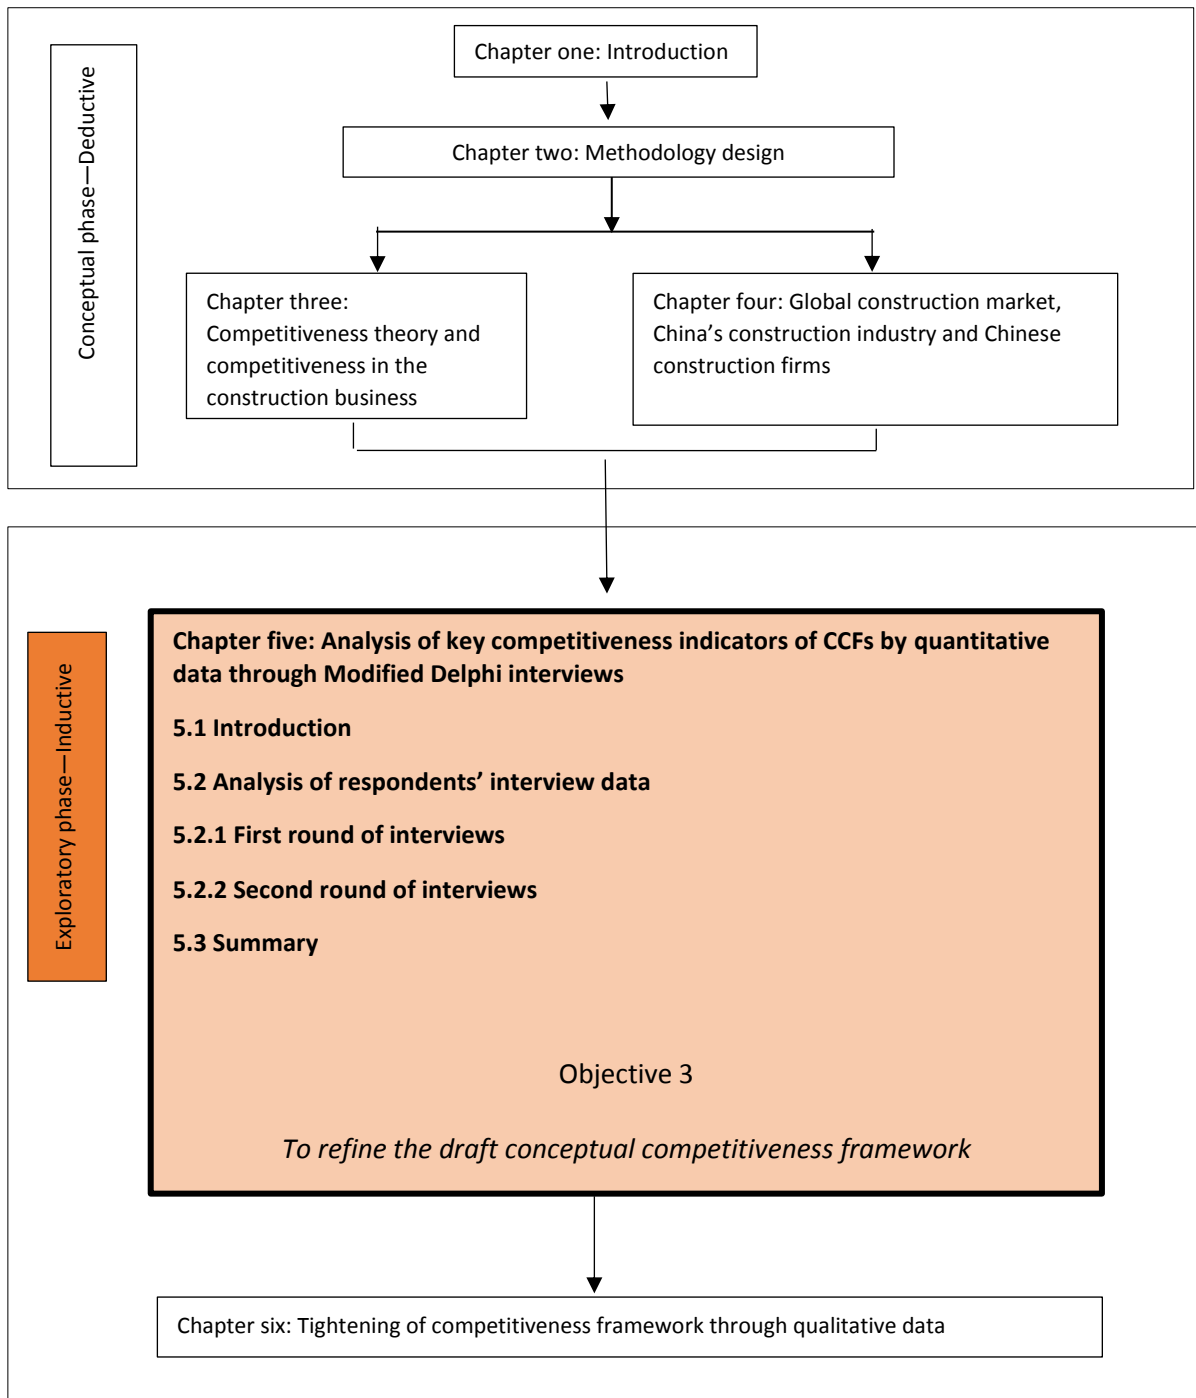 Conceptual phase—Deductive
Chapter one: Introduction
Chapter two: Methodology design
Chapter three:
Competitiveness theory and
competitiveness in the
construction business
Chapter four: Global construction market,
China’s construction industry and Chinese
construction firms
Exploratory phase—Inductive
Chapter five: Analysis of key competitiveness indicators of CCFs by quantitative
data through Modified Delphi interviews
5.1 Introduction
5.2 Analysis of respondents’ interview data
5.2.1 First round of interviews
5.2.2 Second round of interviews
5.3 Summary
Objective 3
To refine the draft conceptual competitiveness framework
Chapter six: Tightening of competitiveness framework through qualitative data